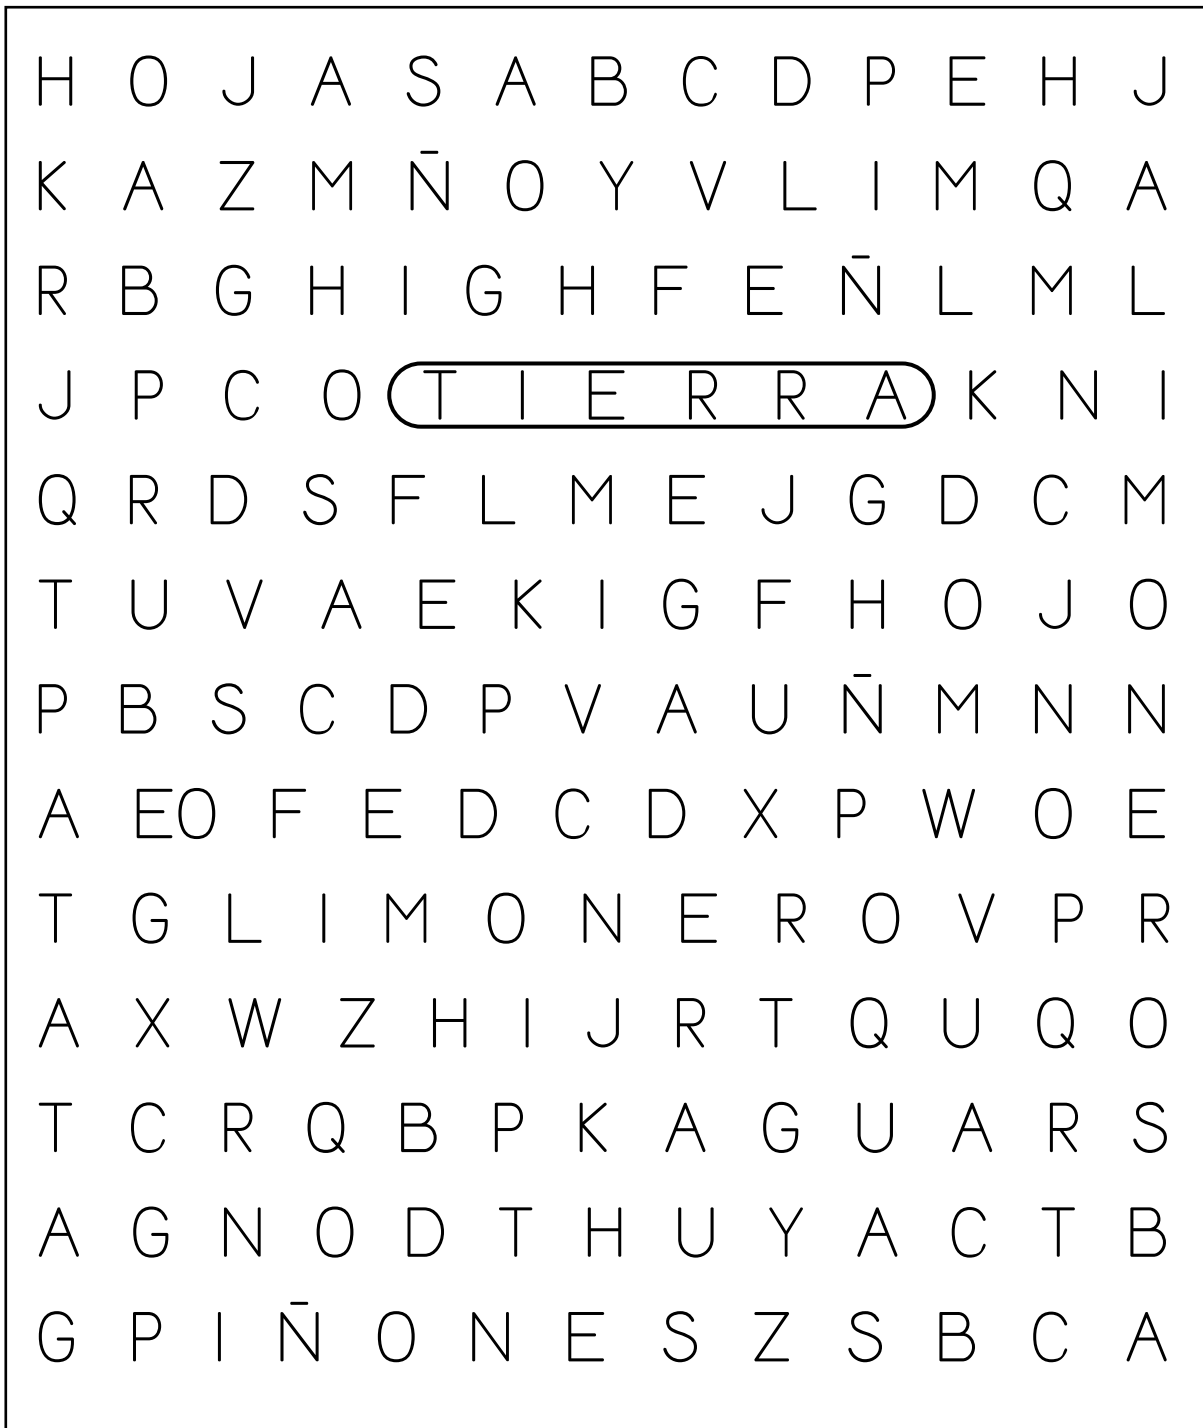 H O J A S A B C D P E H J
K A Z M Ñ O Y V L I M Q A
R B G H I G H F E Ñ L M L
J P C O T I E R R A K N I
Q R D S F L M E J G D C M
T U V A E K I G F H O J O
P B S C D P V A U Ñ M N N
A EO F E D C D X P W O E
T G L I M O N E R O V P R
A X W Z H I J R T Q U Q O
T C R Q B P K A G U A R S
A G N O D T H U Y A C T B
G P I Ñ O N E S Z S B C A